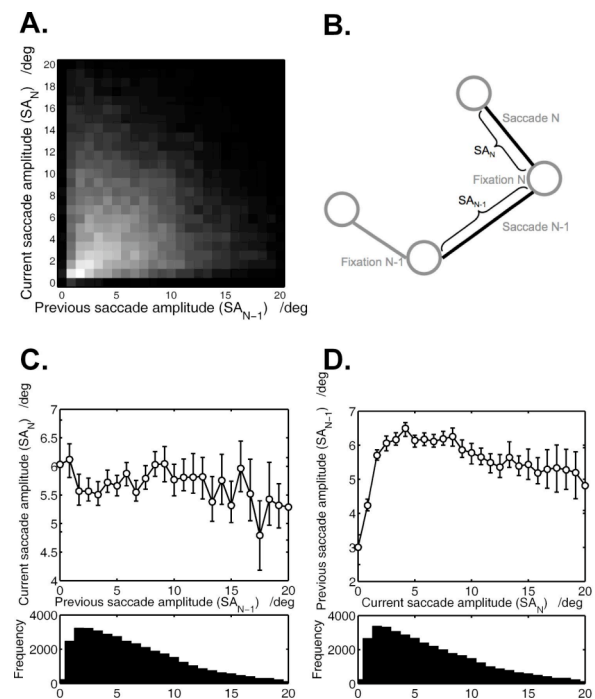 A.
Current saccade amplitude (SA_N) /deg
20
18
16
14
12
10
8
6
4
2
0
0 5 10 15 20
Previous saccade amplitude (SA_N−1) /deg
B.
Saccade N
SA_N
Fixation N
SA_N-1
Saccade N-1
Fixation N-1
C.
Current saccade amplitude (SA_N) /deg
7
6.5
6
5.5
5
4.5
4
0 5 10 15 20
Previous saccade amplitude (SA_N−1) /deg
Frequency
4000
2000
0
0 5 10 15 20
D.
Previous saccade amplitude (SA_N−1) /deg
7
6
5
4
3
2
0 5 10 15 20
Current saccade amplitude (SA_N) /deg
Frequency
4000
2000
0
0 5 10 15 20